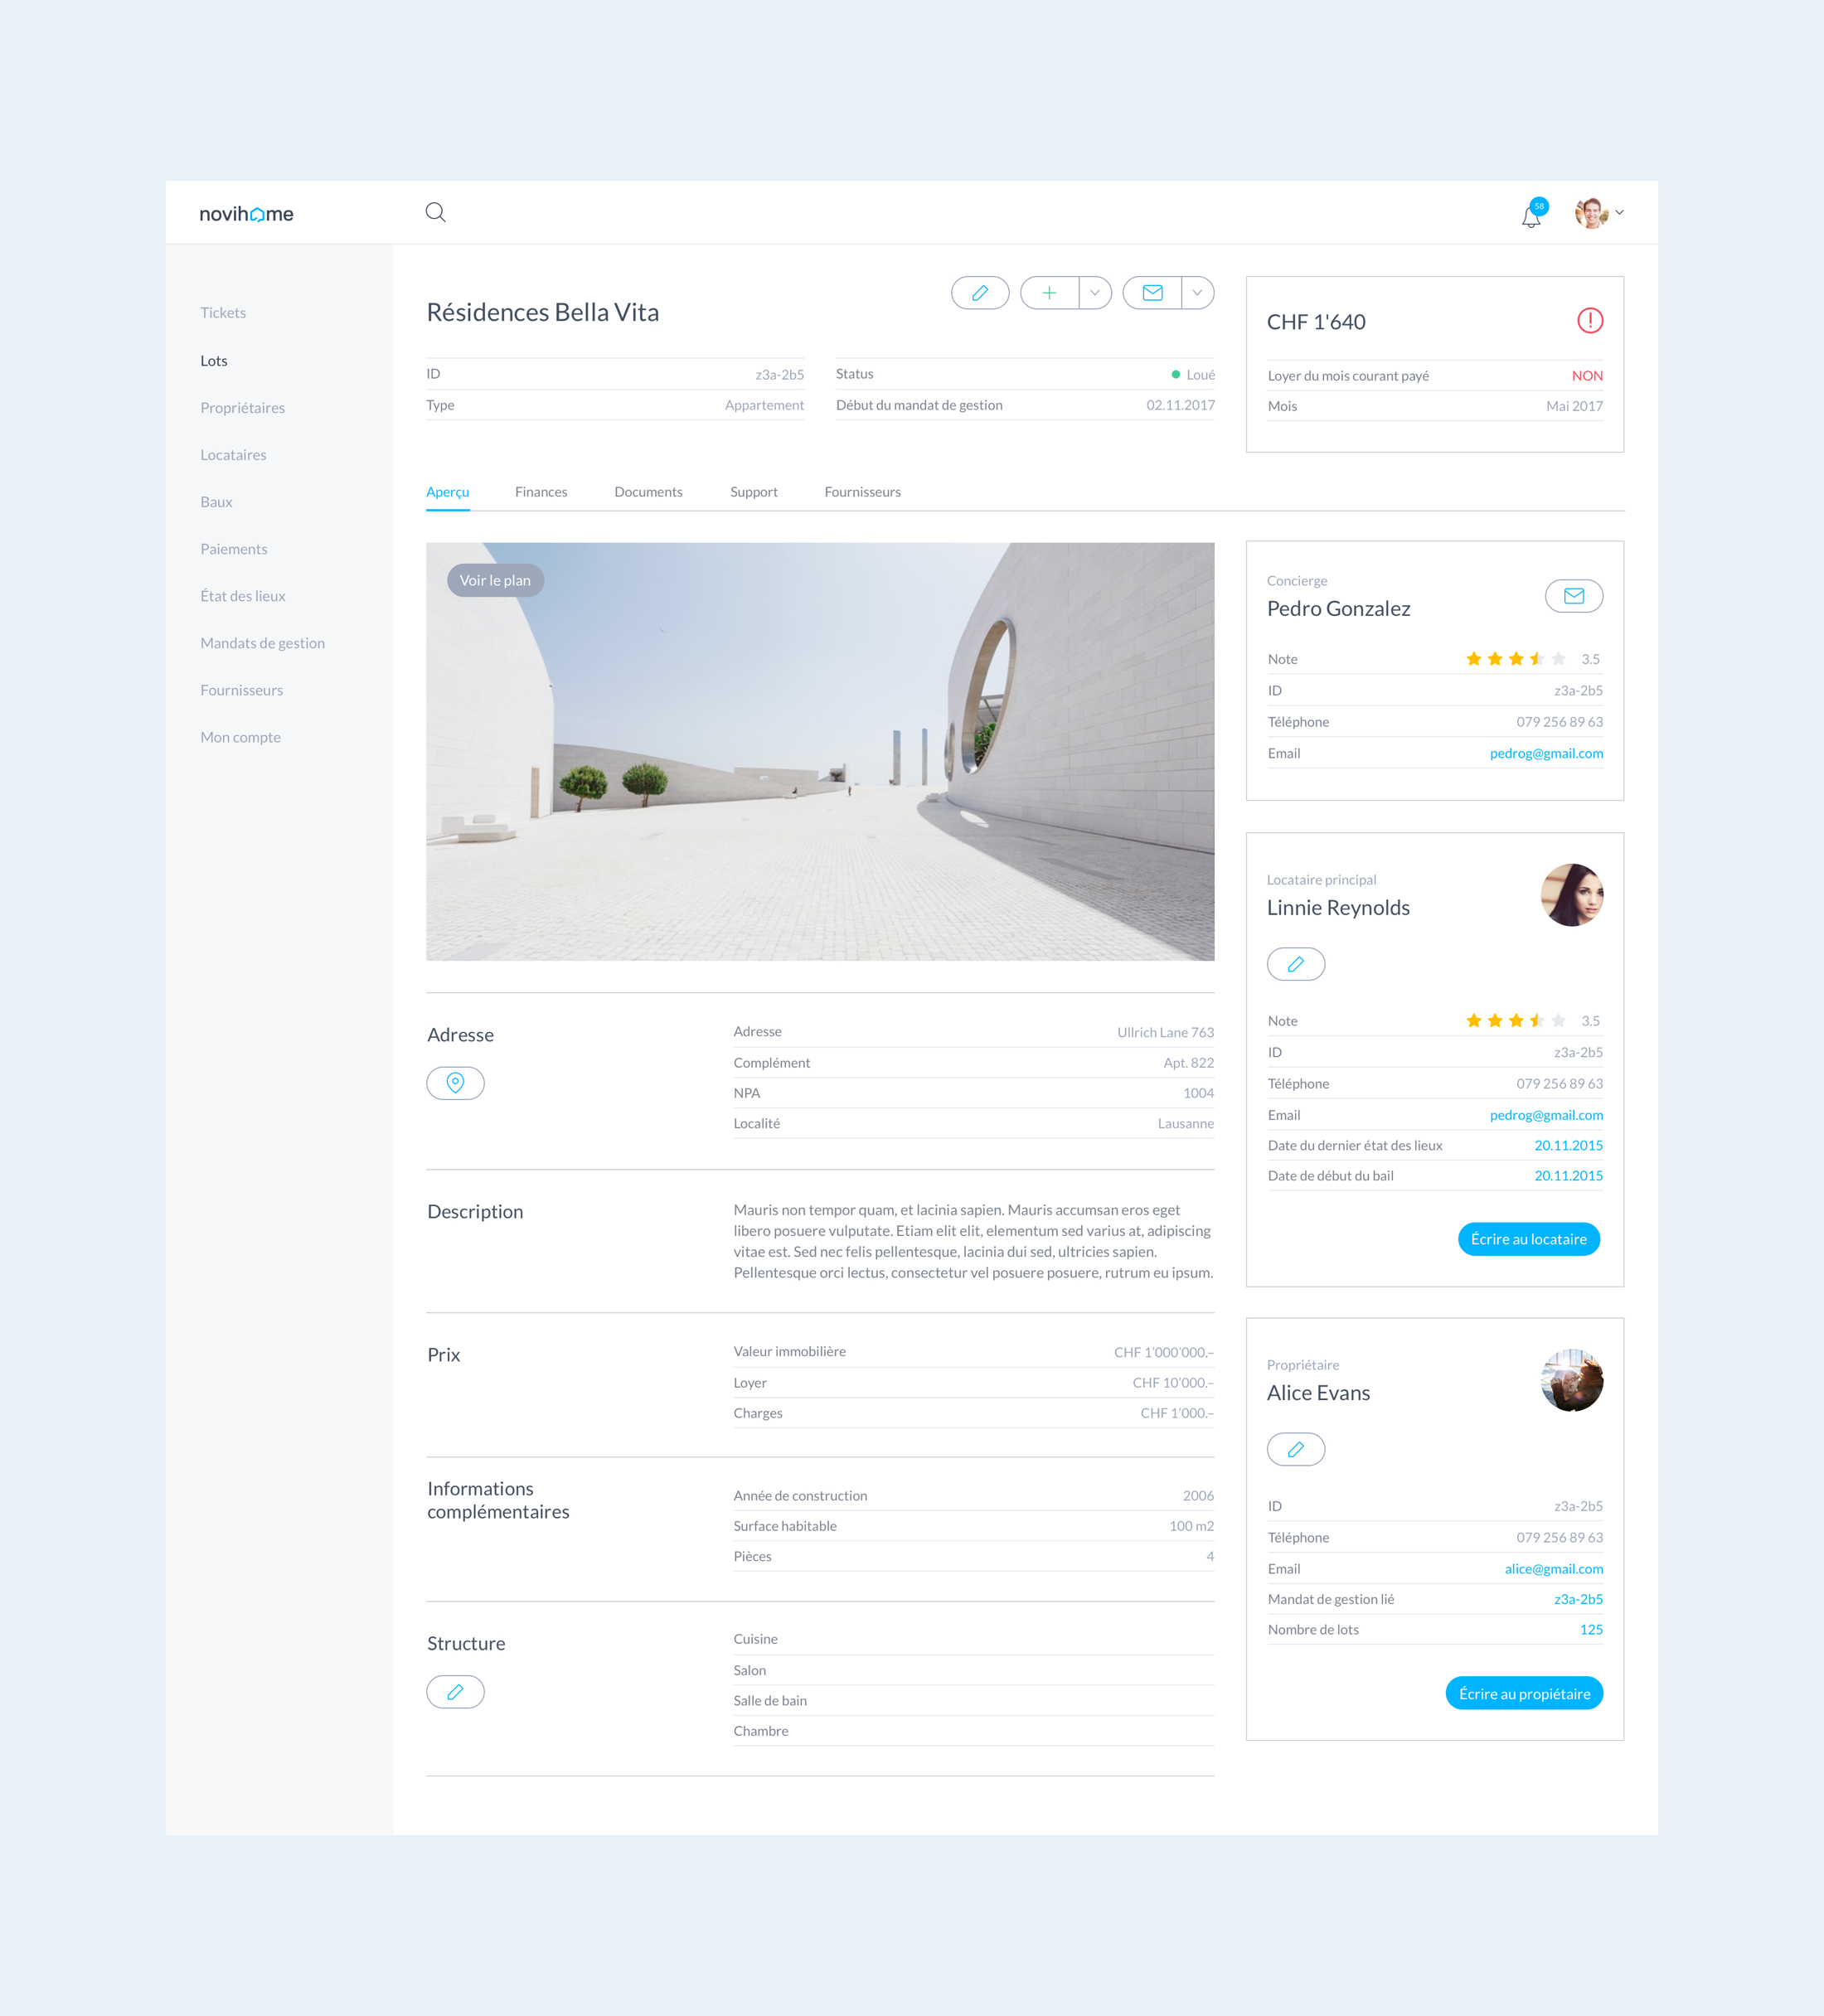 novihome
58
Tickets
Lots
Propriétaires
Locataires
Baux
Paiements
État des lieux
Mandats de gestion
Fournisseurs
Mon compte
Résidences Bella Vita
ID z3a-2b5
Type Appartement
Status Loué
Début du mandat de gestion 02.11.2017
CHF 1'640
Loyer du mois courant payé NON
Mois Mai 2017
Aperçu Finances Documents Support Fournisseurs
Voir le plan
Adresse
Adresse Ullrich Lane 763
Complément Apt. 822
NPA 1004
Localité Lausanne
Description
Mauris non tempor quam, et lacinia sapien. Mauris accumsan eros eget
libero posuere vulputate. Etiam elit elit, elementum sed varius at, adipiscing
vitae est. Sed nec felis pellentesque, lacinia dui sed, ultricies sapien.
Pellentesque orci lectus, consectetur vel posuere posuere, rutrum eu ipsum.
Prix
Valeur immobilière CHF 1'000'000.–
Loyer CHF 10'000.–
Charges CHF 1'000.–
Informations
complémentaires
Année de construction 2006
Surface habitable 100 m2
Pièces 4
Structure
Cuisine
Salon
Salle de bain
Chambre
Concierge
Pedro Gonzalez
Note 3.5
ID z3a-2b5
Téléphone 079 256 89 63
Email pedrog@gmail.com
Locataire principal
Linnie Reynolds
Note 3.5
ID z3a-2b5
Téléphone 079 256 89 63
Email pedrog@gmail.com
Date du dernier état des lieux 20.11.2015
Date de début du bail 20.11.2015
Écrire au locataire
Propriétaire
Alice Evans
ID z3a-2b5
Téléphone 079 256 89 63
Email alice@gmail.com
Mandat de gestion lié z3a-2b5
Nombre de lots 125
Écrire au propiétaire